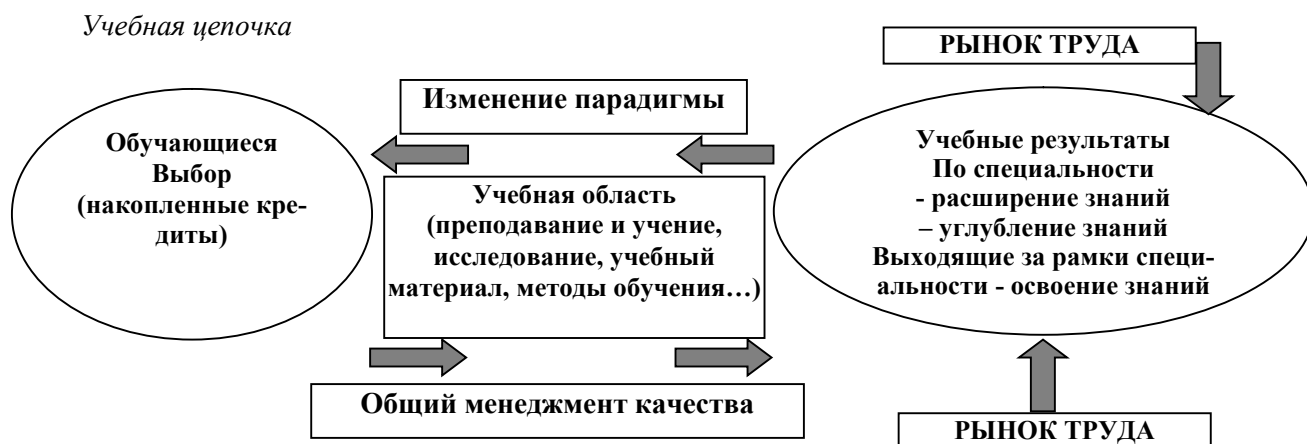 Учебная цепочка
РЫНОК ТРУДА
Изменение парадигмы
Обучающиеся
Выбор
(накопленные кре-
диты)
Учебная область
(преподавание и учение,
исследование, учебный
материал, методы обучения…)
Учебные результаты
По специальности
- расширение знаний
– углубление знаний
Выходящие за рамки специ-
альности - освоение знаний
Общий менеджмент качества
РЫНОК ТРУДА